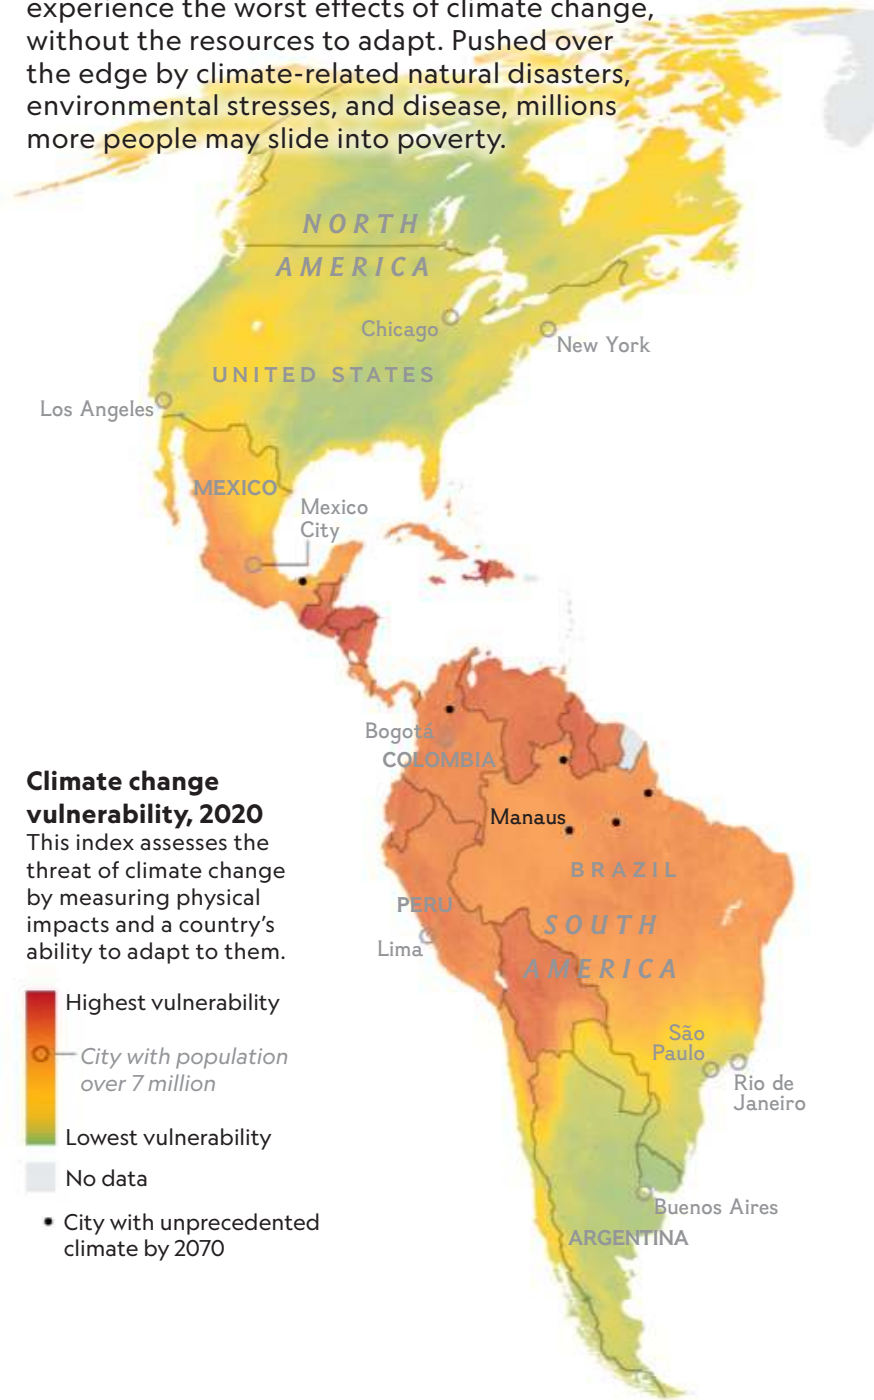 experience the worst effects of climate change,
without the resources to adapt. Pushed over
the edge by climate-related natural disasters,
environmental stresses, and disease, millions
more people may slide into poverty.
NORTH
AMERICA
Chicago
New York
UNITED STATES
Los Angeles
MEXICO
Mexico
City
Bogotá
COLOMBIA
Manaus
BRAZIL
PERU
SOUTH
Lima
AMERICA
São
Paulo
Rio de
Janeiro
Buenos Aires
ARGENTINA
Climate change
vulnerability, 2020
This index assesses the
threat of climate change
by measuring physical
impacts and a country's
ability to adapt to them.
Highest vulnerability
City with population
over 7 million
Lowest vulnerability
No data
City with unprecedented
climate by 2070